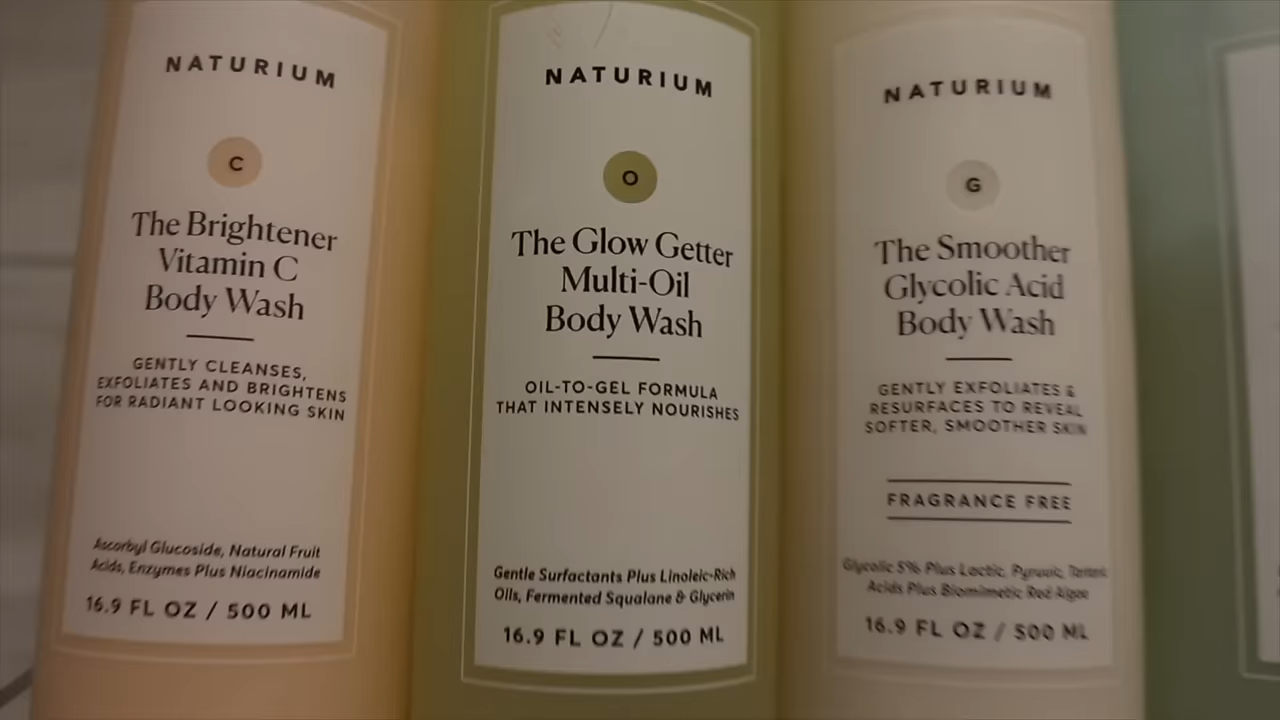 NATURIUM
C
The Brightener
Vitamin C
Body Wash
GENTLY CLEANSES,
EXFOLIATES AND BRIGHTENS
FOR RADIANT LOOKING SKIN
Ascorbyl Glucoside, Natural Fruit
Acids, Enzymes Plus Niacinamide
16.9 FL OZ / 500 ML
NATURIUM
O
The Glow Getter
Multi-Oil
Body Wash
OIL-TO-GEL FORMULA
THAT INTENSELY NOURISHES
Gentle Surfactants Plus Linoleic-Rich
Oils, Fermented Squalane & Glycerin
16.9 FL OZ / 500 ML
NATURIUM
G
The Smoother
Glycolic Acid
Body Wash
GENTLY EXFOLIATES &
RESURFACES TO REVEAL
SOFTER, SMOOTHER SKIN
FRAGRANCE FREE
Glycolic 5% Plus Lactic, Pyruvic, Tartaric
Acids Plus Biomimetic Red Algae
16.9 FL OZ / 500 ML